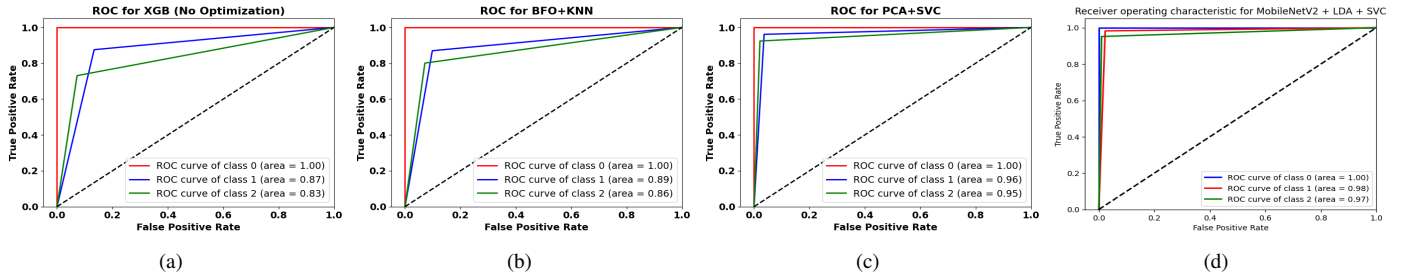 ROC for XGB (No Optimization)
1.0
0.8
0.6
0.4
0.2
0.0
True Positive Rate
ROC curve of class 0 (area = 1.00)
ROC curve of class 1 (area = 0.87)
ROC curve of class 2 (area = 0.83)
0.0 0.2 0.4 0.6 0.8 1.0
False Positive Rate
(a)
ROC for BFO+KNN
1.0
0.8
0.6
0.4
0.2
0.0
True Positive Rate
ROC curve of class 0 (area = 1.00)
ROC curve of class 1 (area = 0.89)
ROC curve of class 2 (area = 0.86)
0.0 0.2 0.4 0.6 0.8 1.0
False Positive Rate
(b)
ROC for PCA+SVC
1.0
0.8
0.6
0.4
0.2
0.0
True Positive Rate
ROC curve of class 0 (area = 1.00)
ROC curve of class 1 (area = 0.96)
ROC curve of class 2 (area = 0.95)
0.0 0.2 0.4 0.6 0.8 1.0
False Positive Rate
(c)
Receiver operating characteristic for MobileNetV2 + LDA + SVC
1.0
0.8
0.6
0.4
0.2
0.0
True Positive Rate
ROC curve of class 0 (area = 1.00)
ROC curve of class 1 (area = 0.98)
ROC curve of class 2 (area = 0.97)
0.0 0.2 0.4 0.6 0.8 1.0
False Positive Rate
(d)